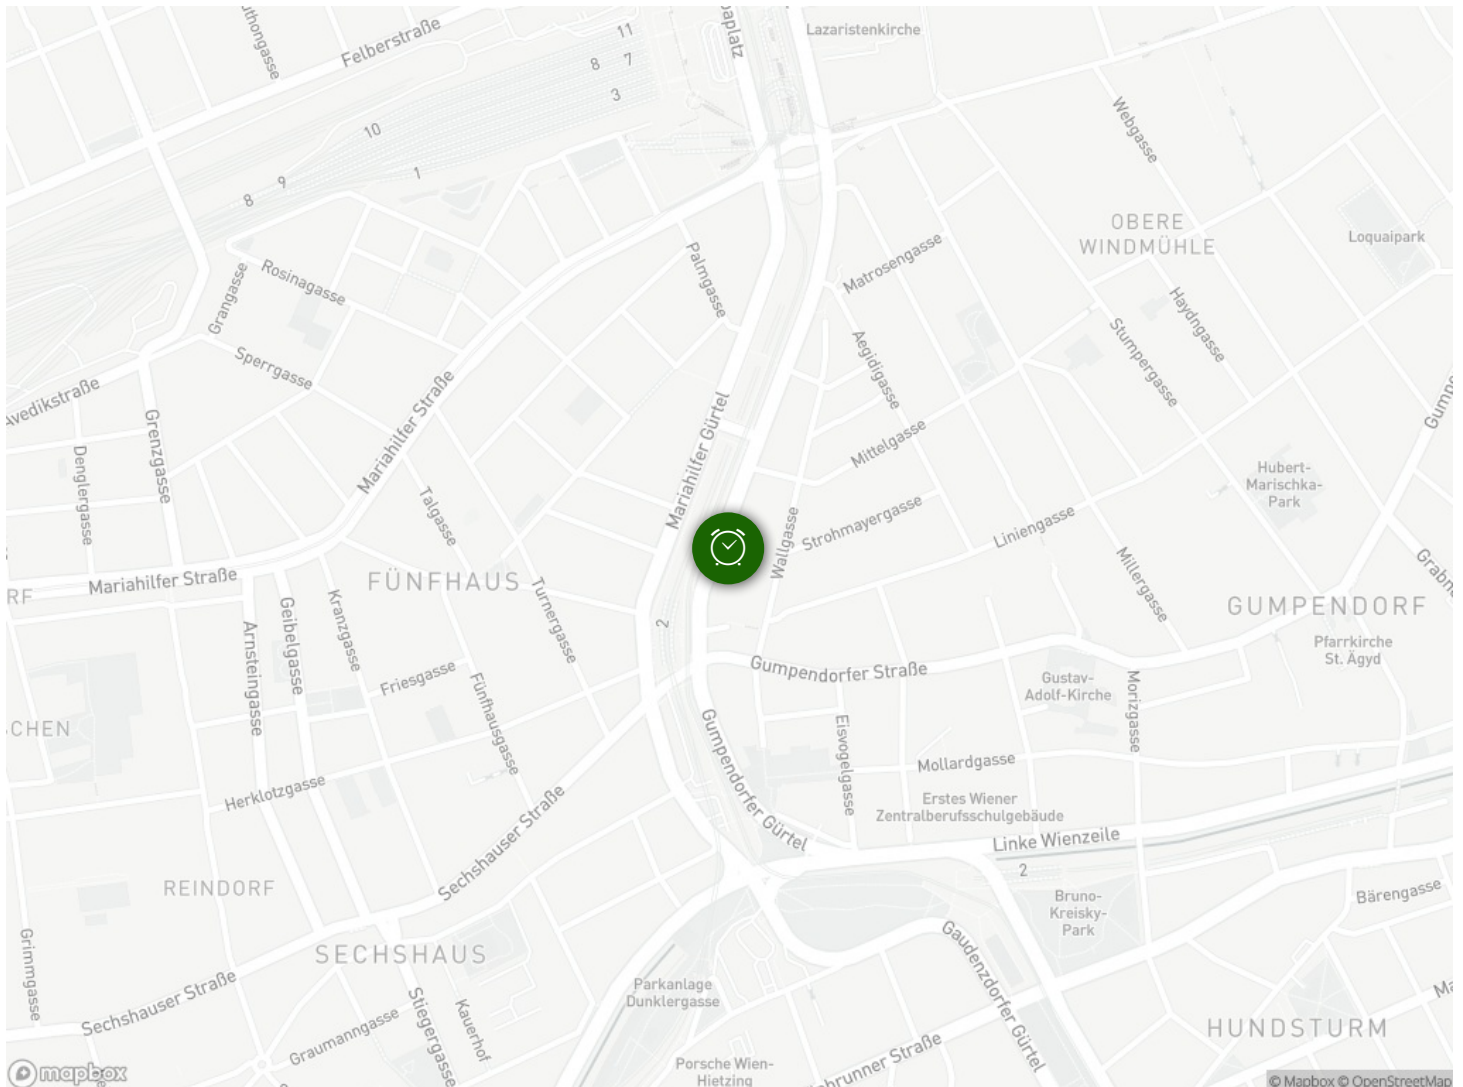 Lazaristenkirche
Felberstraße
11
8
7
3
10
1
9
8
Webgasse
OBERE
WINDMÜHLE
Loquaipark
Palmgasse
Matrosengasse
Rosinagasse
Grangasse
Haydngasse
Stumpergasse
Aegidigasse
Sperrgasse
Avedikstraße
Mariahilfer Straße
Mariahilfer Gürtel
Grenzgasse
Denglergasse
Mittelgasse
Hubert-
Marischka-
Park
Talgasse
Strohmayergasse
Wallgasse
Liniengasse
Millergasse
Mariahilfer Straße
FÜNFHAUS
Turnergasse
GUMPENDORF
Pfarrkirche
St. Ägyd
Geibelgasse
Kranzgasse
Arnsteingasse
2
Friesgasse
Fünfhausgasse
Gumpendorfer Straße
Gustav-
Adolf-Kirche
Morizgasse
Eisvogelgasse
Gumpendorfer Gürtel
Mollardgasse
Herklotzgasse
Erstes Wiener
Zentralberufsschulgebäude
Linke Wienzeile
Sechshauser Straße
2
REINDORF
Bruno-
Kreisky-
Park
Bärengasse
Grimmgasse
SECHSHAUS
Gaudenzdorfer Gürtel
Parkanlage
Dunklergasse
Sechshauser Straße
Stiegergasse
Kauerhof
Graumanngasse
HUNDSTURM
Porsche Wien-
Hietzing
mapbox
© Mapbox © OpenStreetMap